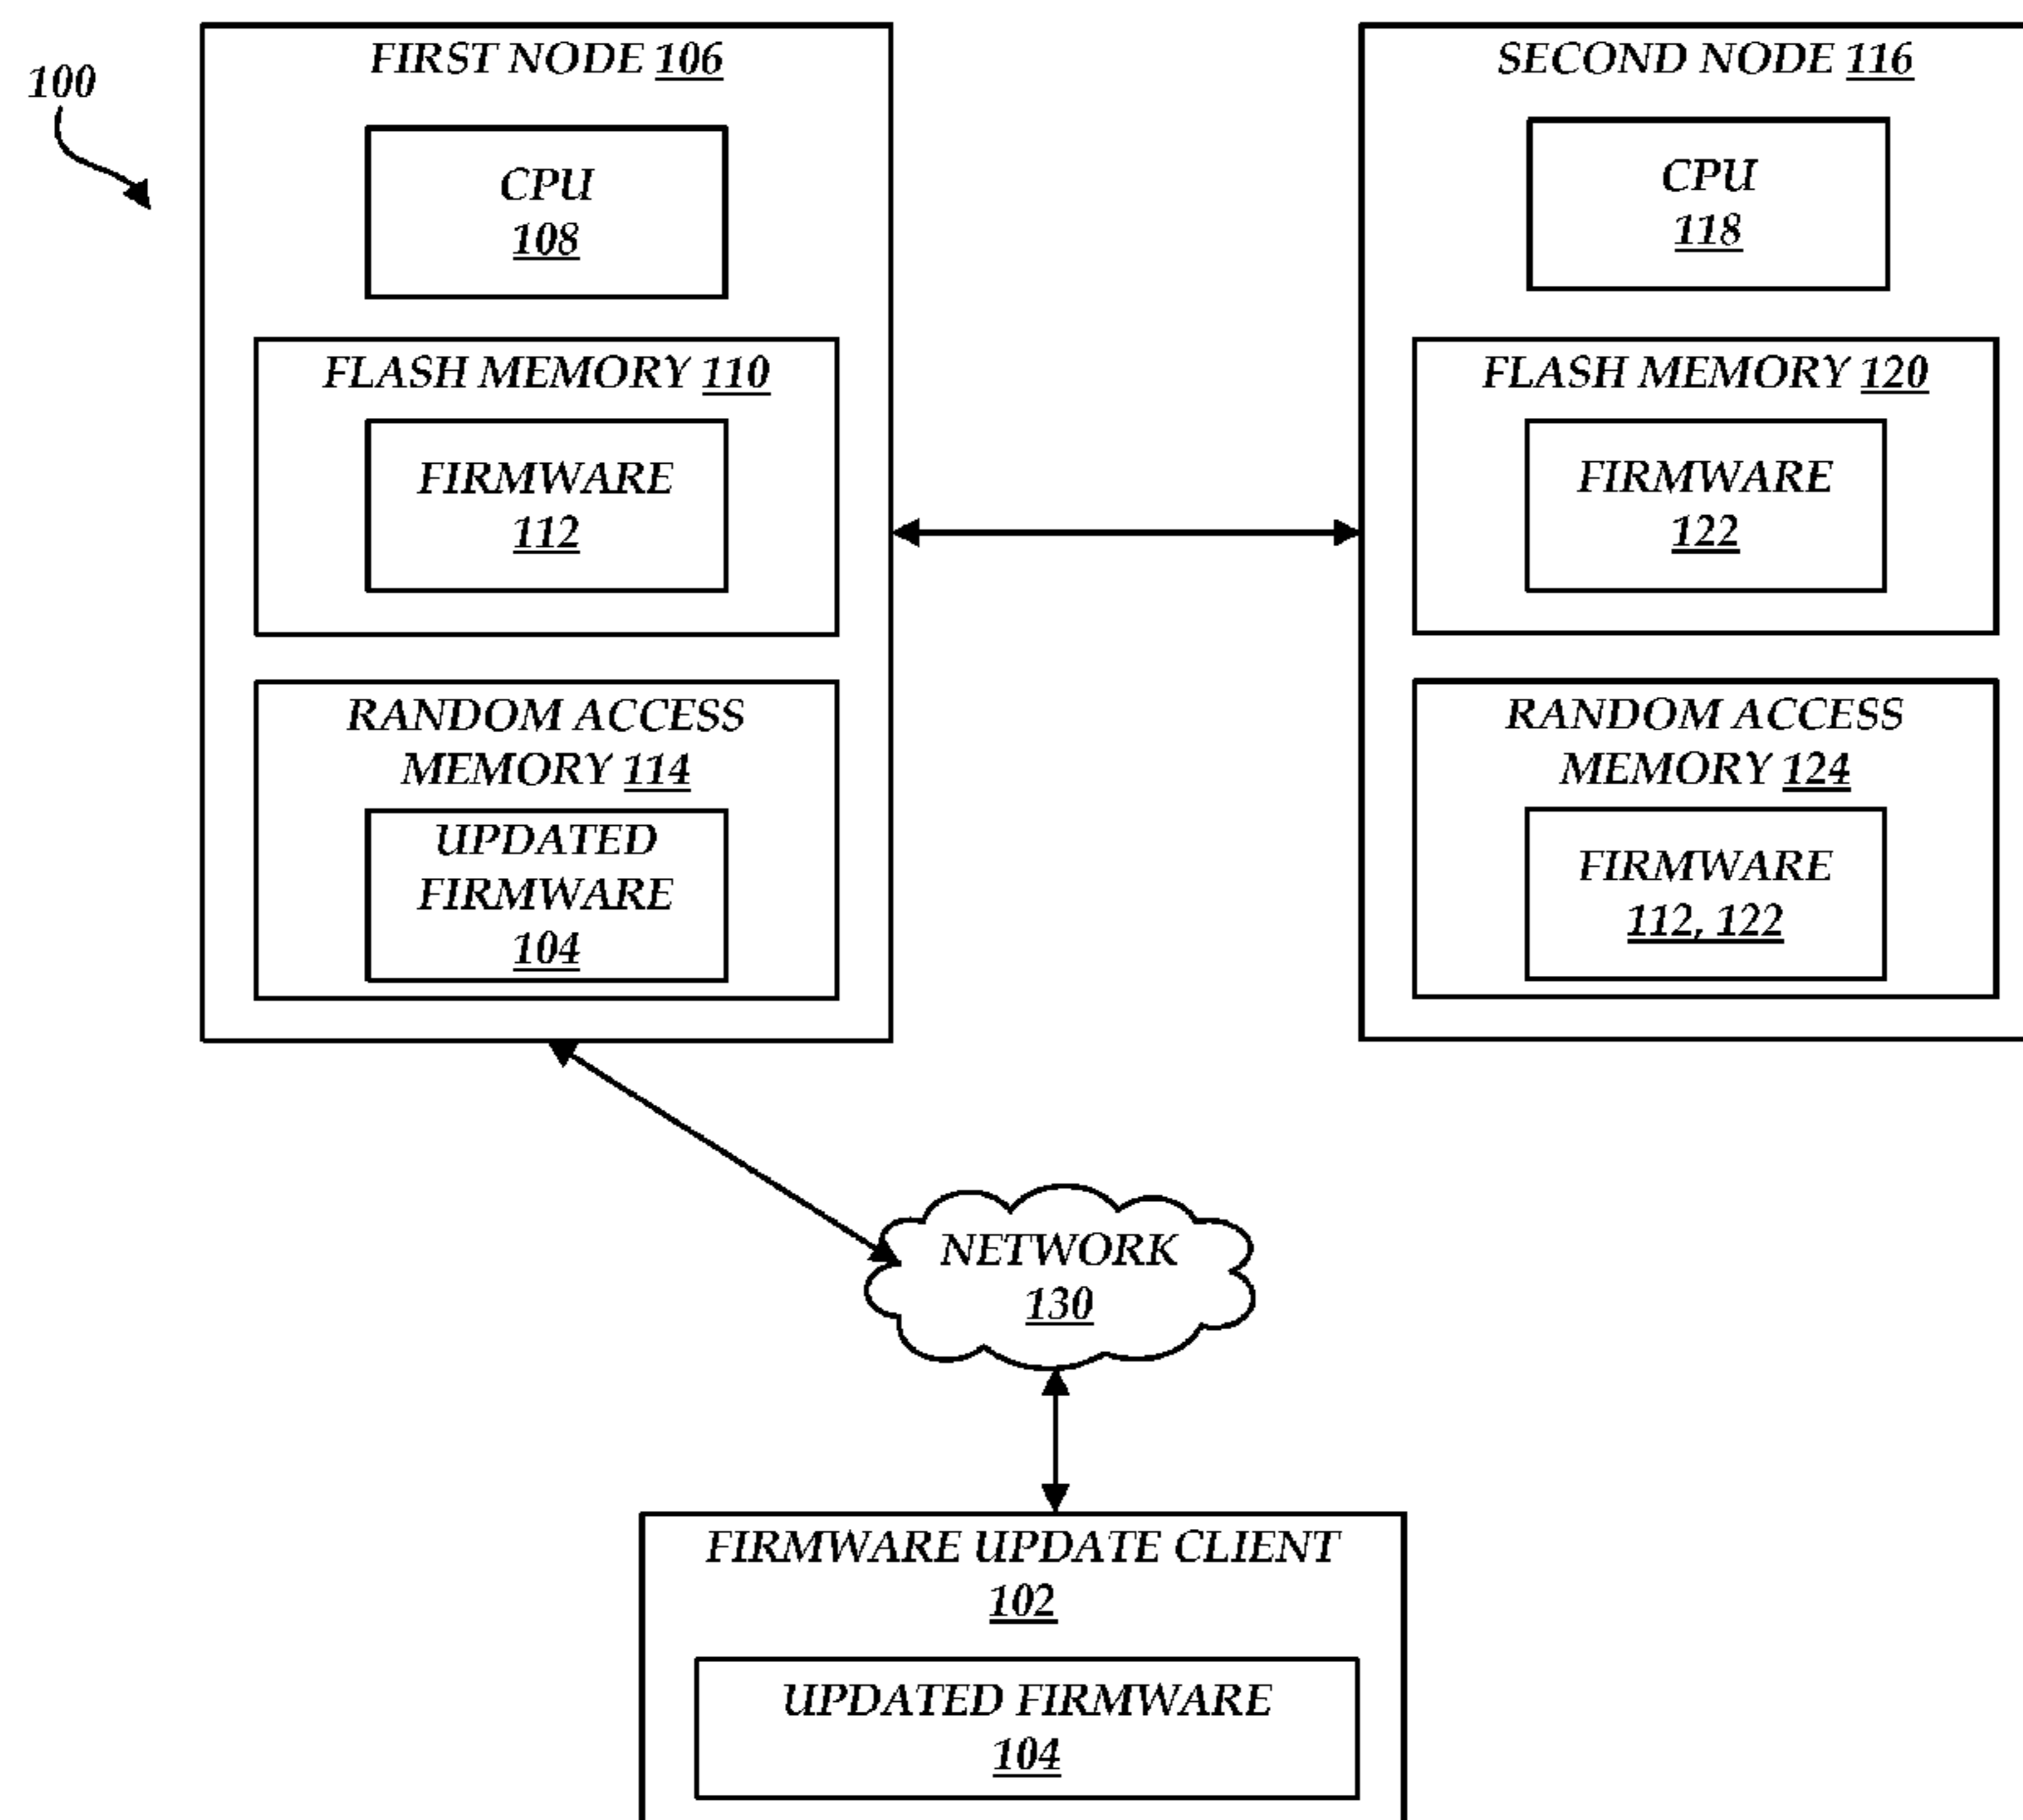 100
FIRST NODE 106
CPU
108
FLASH MEMORY 110
FIRMWARE
112
RANDOM ACCESS
MEMORY 114
UPDATED
FIRMWARE
104
SECOND NODE 116
CPU
118
FLASH MEMORY 120
FIRMWARE
122
RANDOM ACCESS
MEMORY 124
FIRMWARE
112, 122
NETWORK
130
FIRMWARE UPDATE CLIENT
102
UPDATED FIRMWARE
104